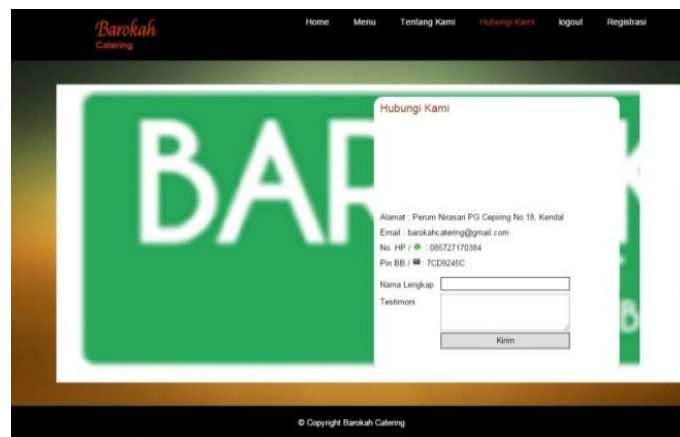 Barokah
Catering
Home Menu Tentang Kami Hubungi Kami logout Registrasi
BAR K
Hubungi Kami
Alamat : Perum Nirasari PG Cepiring No.18, Kendal
Email : barokahcatering@gmail.com
No. HP / : 085727170384
Pin BB / : 7CD9245C
Nama Lengkap
Testimoni
B
Kirim
© Copyright Barokah Catering